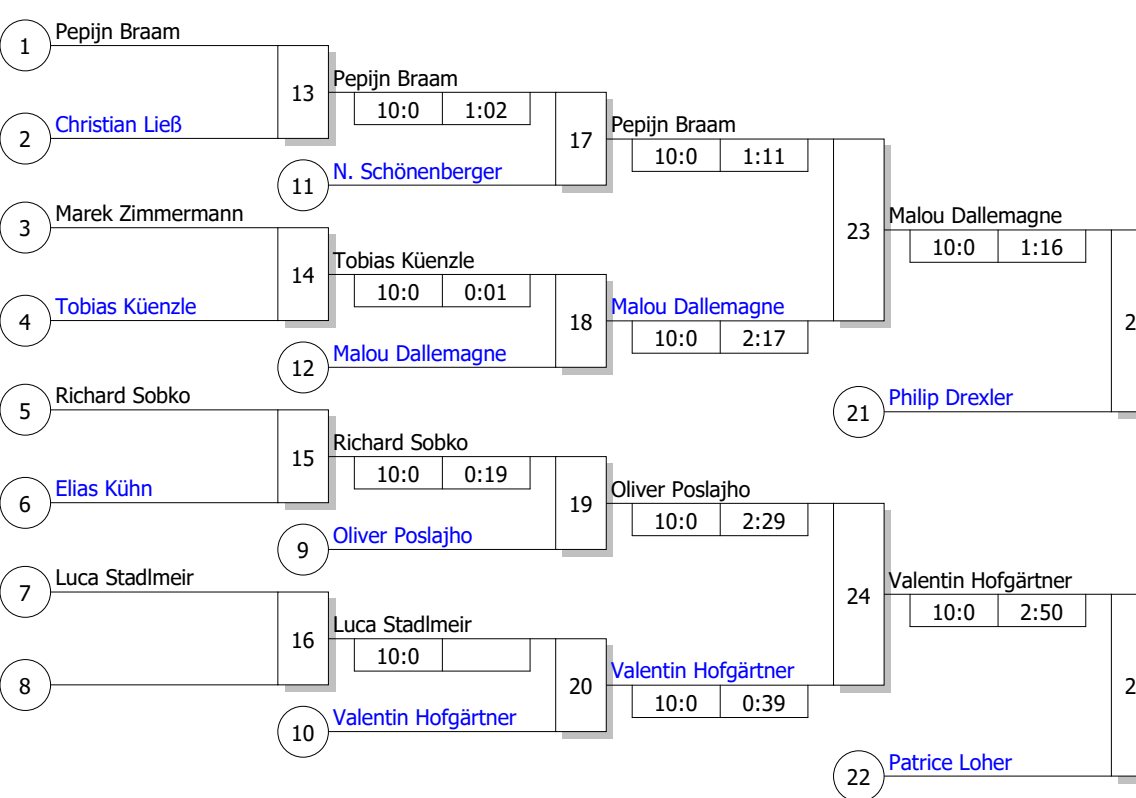 1 Pepijn Braam
13 Pepijn Braam
10:0 1:02
2 Christian Ließ
17 Pepijn Braam
10:0 1:11
11 N. Schönenberger
3 Marek Zimmermann
23 Malou Dallemagne
10:0 1:16
14 Tobias Küenzle
10:0 0:01
4 Tobias Küenzle
18 Malou Dallemagne
10:0 2:17
2
12 Malou Dallemagne
5 Richard Sobko
21 Philip Drexler
15 Richard Sobko
10:0 0:19
6 Elias Kühn
19 Oliver Poslajho
10:0 2:29
9 Oliver Poslajho
7 Luca Stadlmeir
24 Valentin Hofgärtner
10:0 2:50
16 Luca Stadlmeir
10:0
8
20 Valentin Hofgärtner
10:0 0:39
2
10 Valentin Hofgärtner
22 Patrice Loher